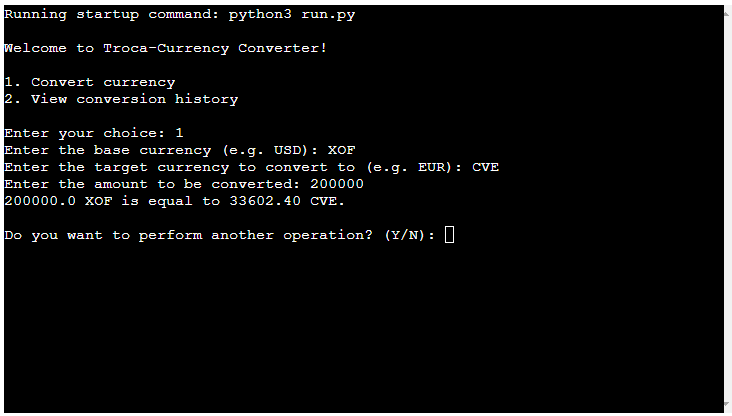 Running startup command: python3 run.py
Welcome to Troca-Currency Converter!
1. Convert currency
2. View conversion history
Enter your choice: 1
Enter the base currency (e.g. USD): XOF
Enter the target currency to convert to (e.g. EUR): CVE
Enter the amount to be converted: 200000
200000.0 XOF is equal to 33602.40 CVE.
Do you want to perform another operation? (Y/N):